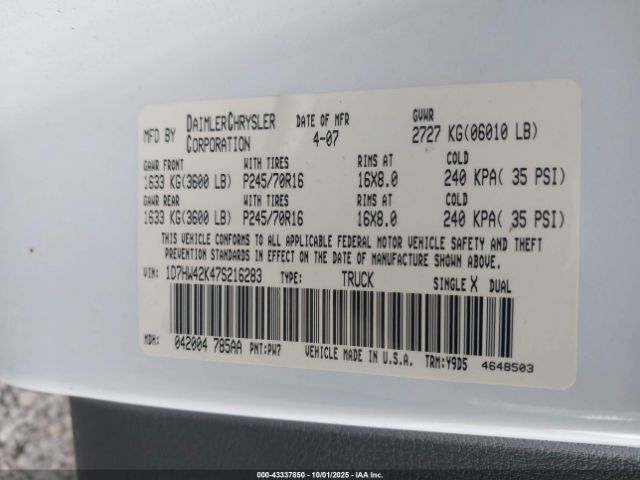 MFD BY DAIMLERCHRYSLER CORPORATION DATE OF MFR 4-07 GVWR 2727 KG(06010 LB)
GAWR FRONT WITH TIRES RIMS AT COLD
1633 KG(3600 LB) P245/70R16 16X8.0 240 KPA( 35 PSI)
GAWR REAR WITH TIRES RIMS AT COLD
1633 KG(3600 LB) P245/70R16 16X8.0 240 KPA( 35 PSI)
THIS VEHICLE CONFORMS TO ALL APPLICABLE FEDERAL MOTOR VEHICLE SAFETY AND THEFT
PREVENTION STANDARDS IN EFFECT ON THE DATE OF MANUFACTURE SHOWN ABOVE.
VIN: 1D7HW42K47S216283 TYPE: TRUCK SINGLE X DUAL
MDH: 042004 785AA PNT:PW7 VEHICLE MADE IN U.S.A. TRM:Y9D5 4648503
000-43337850 - 10/01/2025 - IAA Inc.